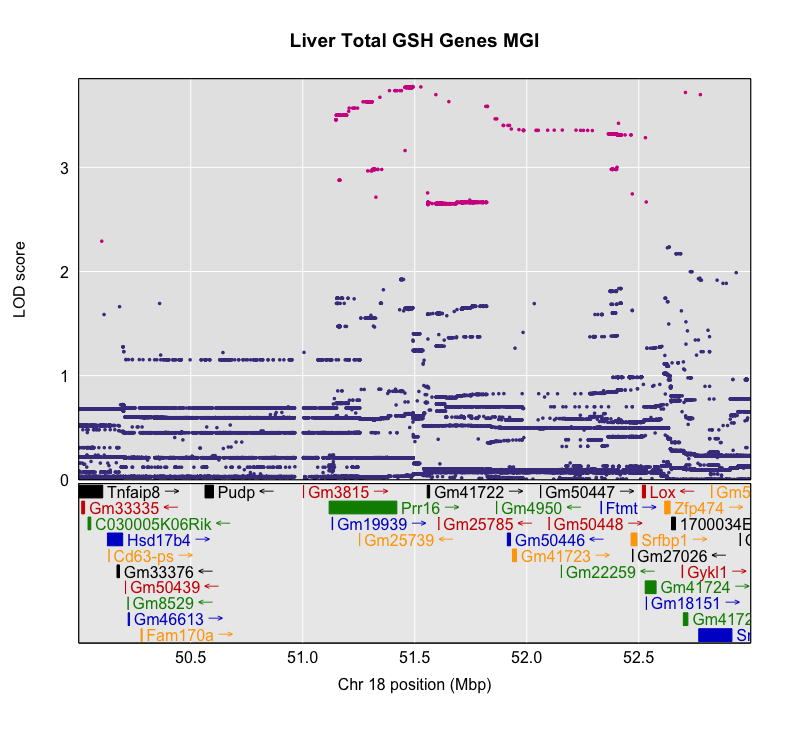 Liver Total GSH Genes MGI
LOD score
3
2
1
0
Tnfaip8 → Pudp ← Gm3815 → Gm41722 → Gm50447 → Lox ← Gm5
Gm33335 ← Prr16 → Gm4950 ← Ftmt → Zfp474 →
C030005K06Rik ← Gm19939 → Gm25785 ← Gm50448 → 1700034E
Hsd17b4 → Gm25739 ← Gm50446 ← Srfbp1 →
Cd63-ps → Gm41723 → Gm27026 ←
Gm33376 ← Gm22259 ← Gykl1 →
Gm50439 ← Gm41724 →
Gm8529 ← Gm18151 →
Gm46613 → Gm4172
Fam170a →
50.5 51.0 51.5 52.0 52.5
Chr 18 position (Mbp)